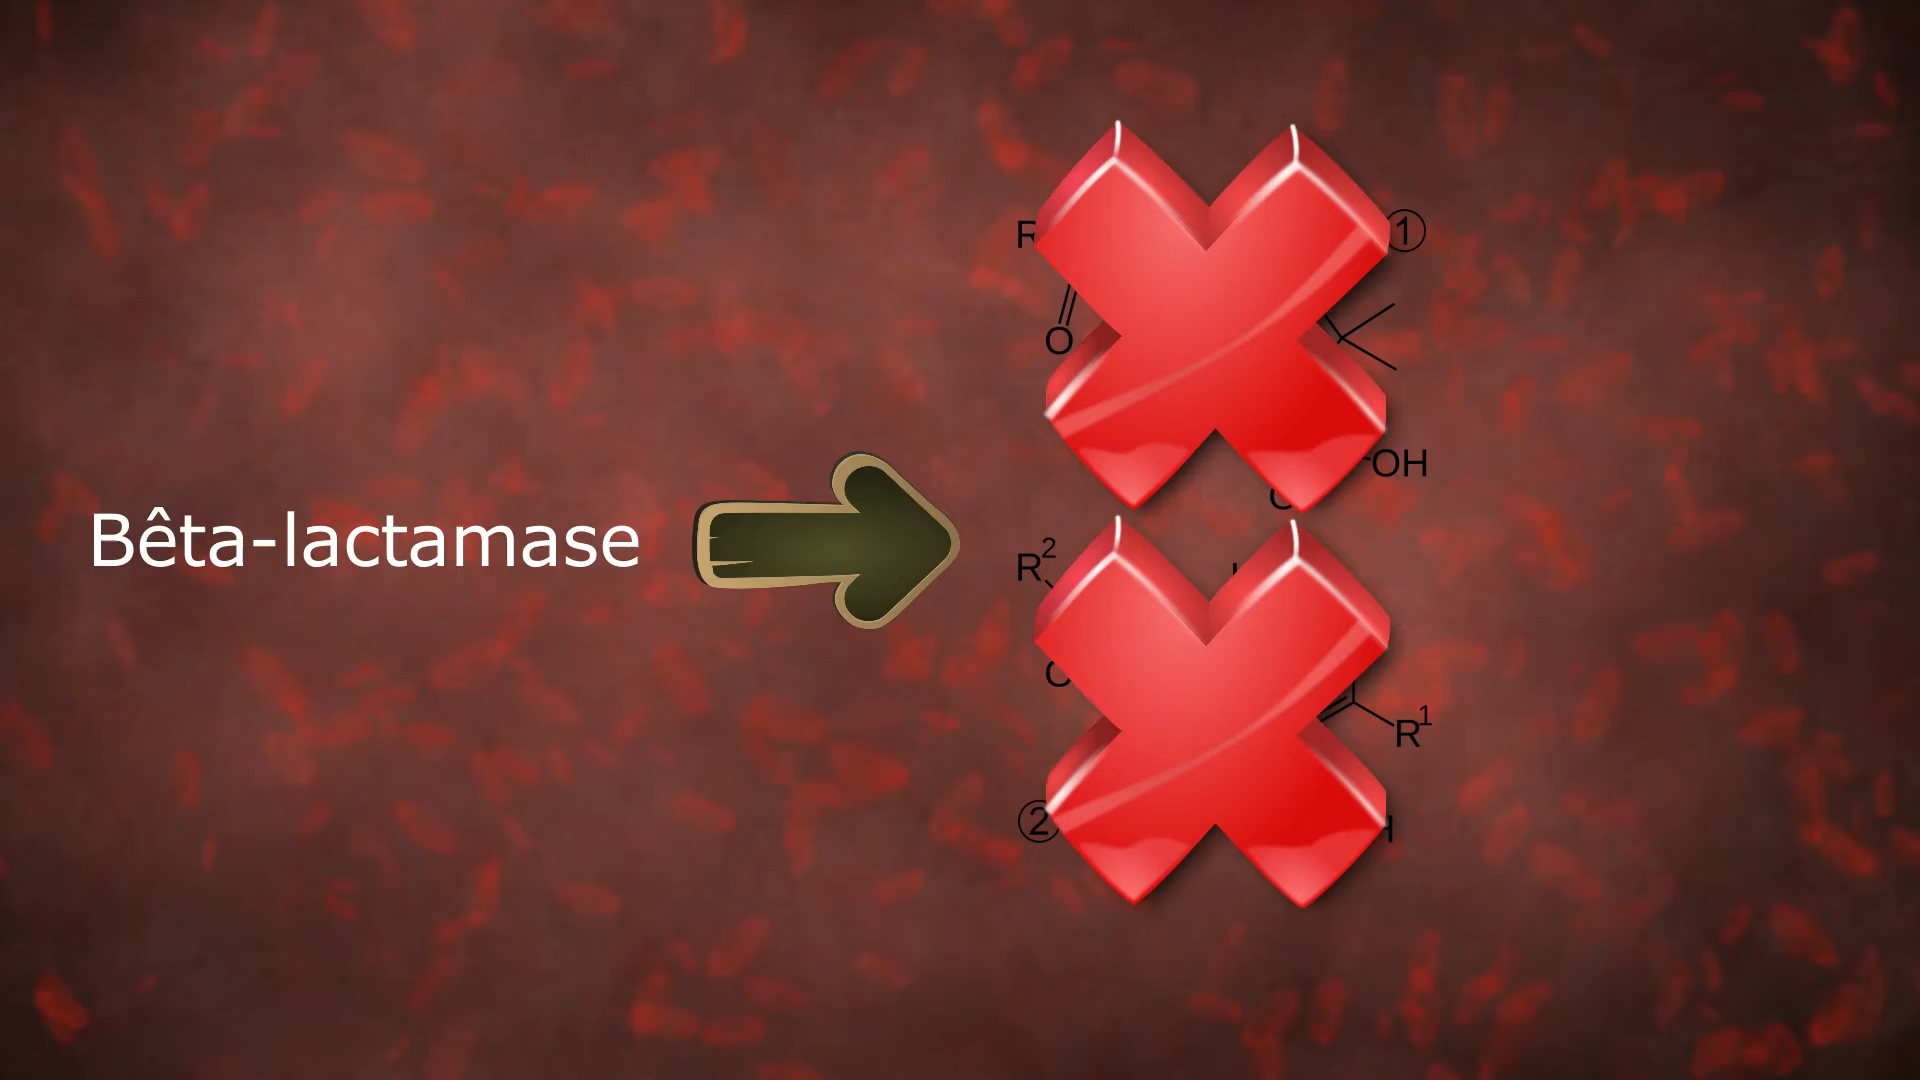 R
①
O
OH
Bêta-lactamase
R²
R¹
②